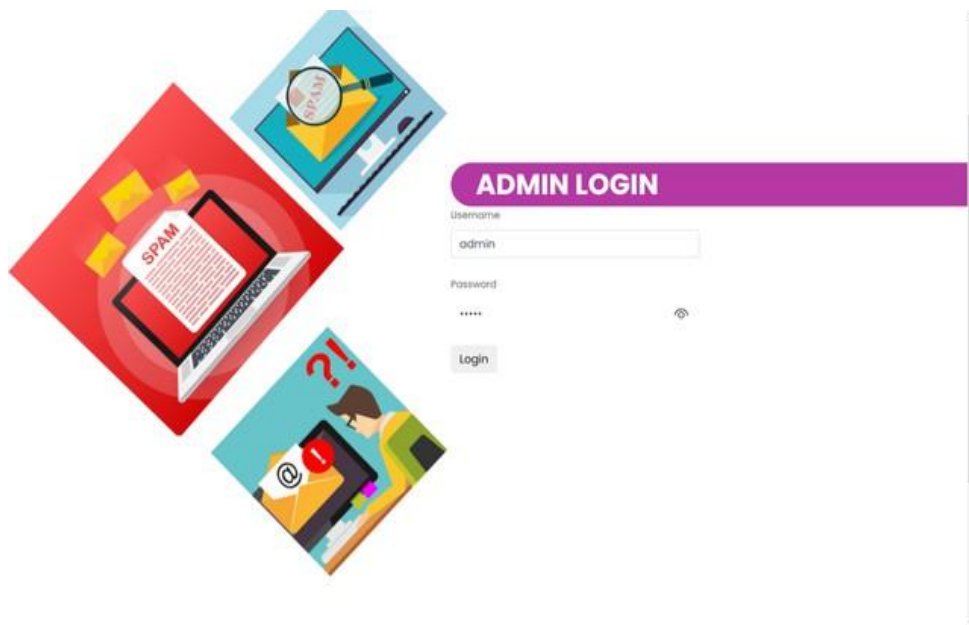 SPAM
SPAM
ADMIN LOGIN
Username
admin
Password
•••••
Login
?!
@
!